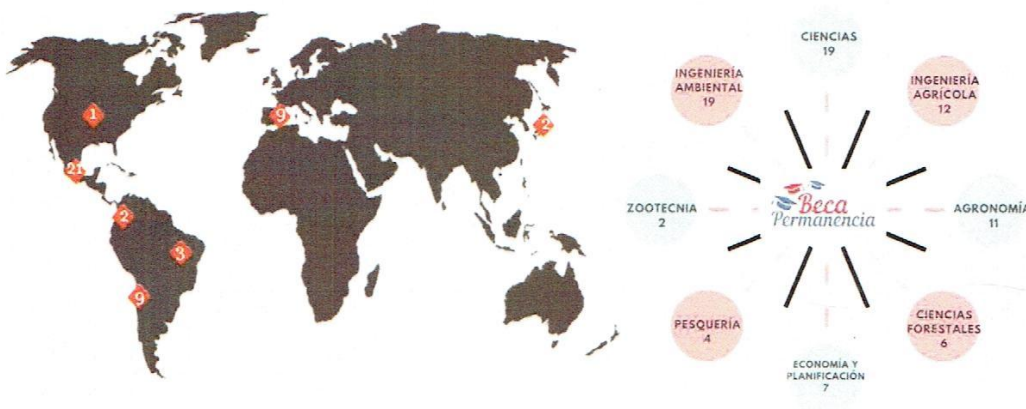 1
21
2
3
9
9
2
CIENCIAS
19
INGENIERÍA
AMBIENTAL
19
INGENIERÍA
AGRÍCOLA
12
ZOOTECNIA
2
Beca
Permanencia
AGRONOMÍA
11
PESQUERÍA
4
CIENCIAS
FORESTALES
6
ECONOMÍA Y
PLANIFICACIÓN
7